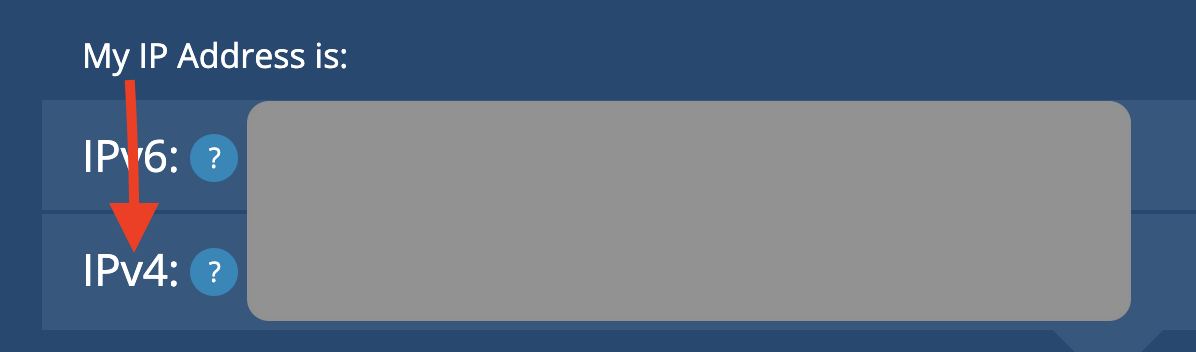 My IP Address is:
IPv6: ?
IPv4: ?